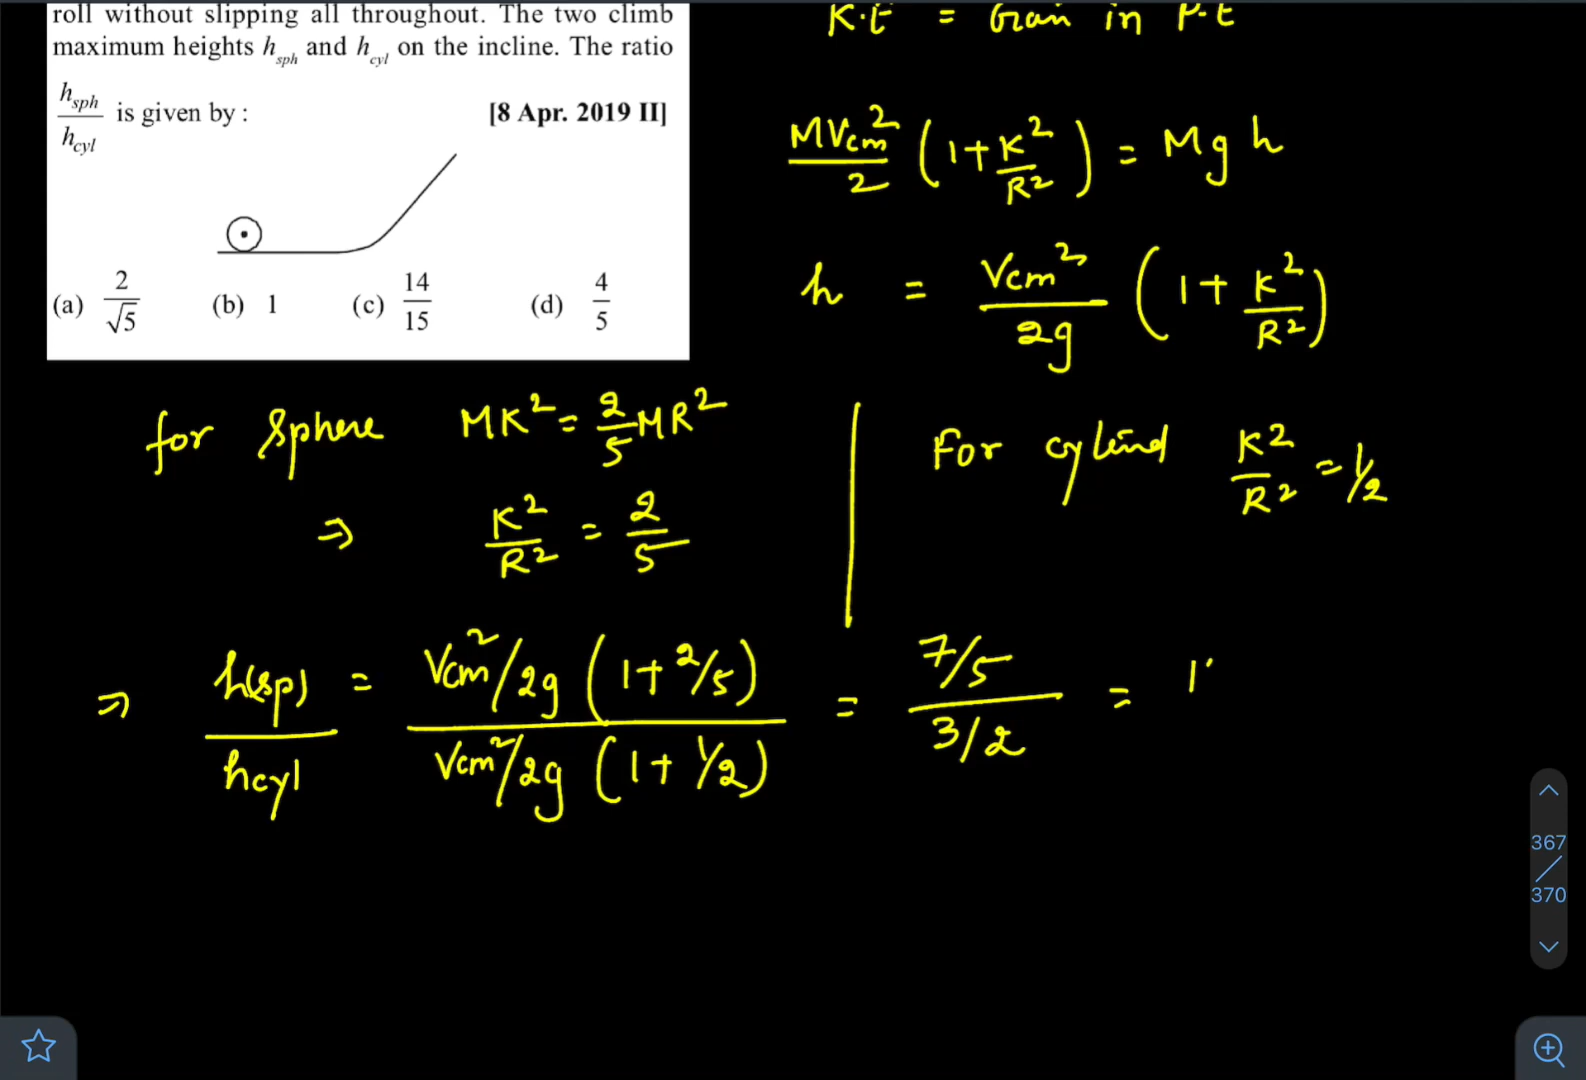 roll without slipping all throughout. The two climb
maximum heights h_sph and h_cyl on the incline. The ratio
h_sph / h_cyl is given by : [8 Apr. 2019 II]
(a) 2/√5 (b) 1 (c) 14/15 (d) 4/5
K.E = Gain in P.E
MVcm²/2 (1+K²/R²) = Mgh
h = Vcm²/2g (1+K²/R²)
for Sphere MK² = 2/5 MR²
⇒ K²/R² = 2/5
For cylind K²/R² = 1/2
⇒ h(sp)/hcyl = Vcm²/2g (1+2/5) / Vcm²/2g (1+1/2) = 7/5 / 3/2 = 1'
367/370